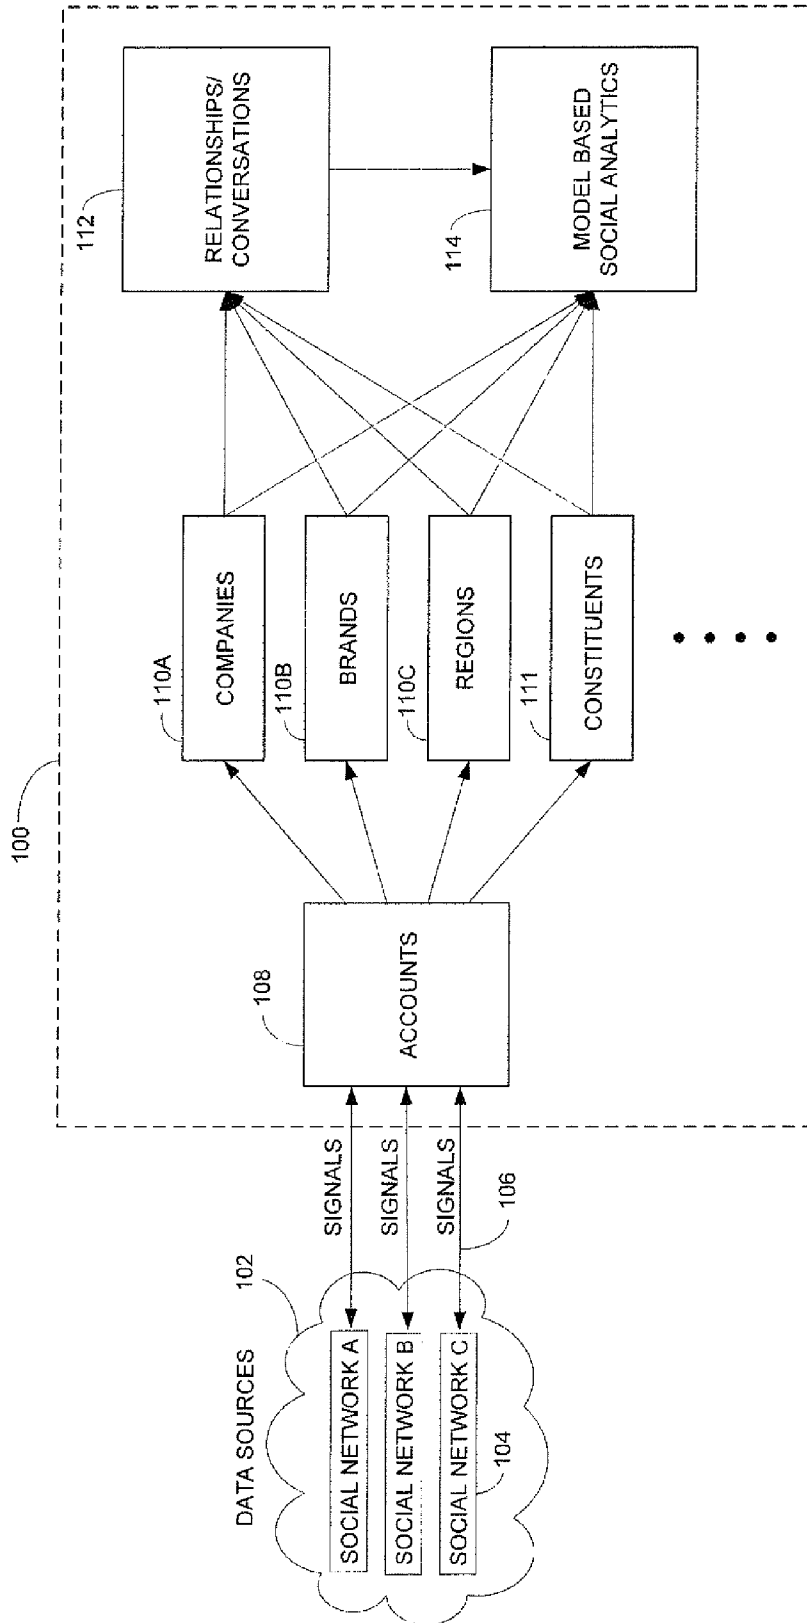 100
DATA SOURCES
102
SOCIAL NETWORK A
SOCIAL NETWORK B
SOCIAL NETWORK C
104
SIGNALS
SIGNALS
SIGNALS
106
108
ACCOUNTS
110A
COMPANIES
110B
BRANDS
110C
REGIONS
111
CONSTITUENTS
112
RELATIONSHIPS/
CONVERSATIONS
114
MODEL BASED
SOCIAL ANALYTICS